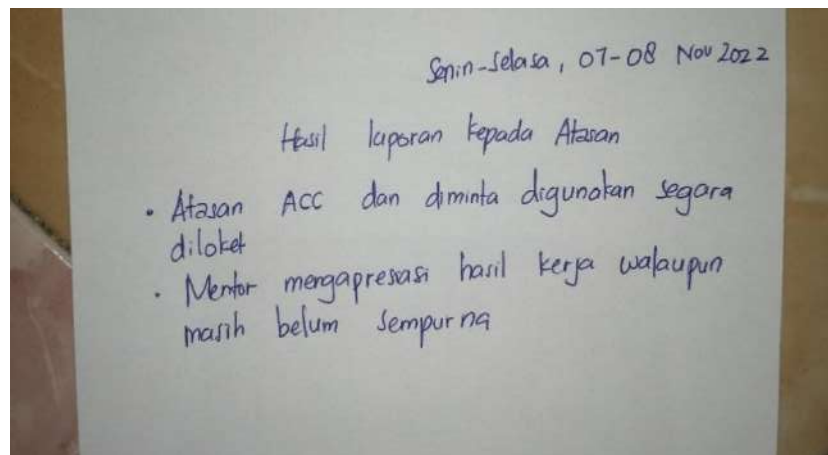 Senin-Selasa, 07-08 Nov 2022
Hasil laporan kepada Atasan
• Atasan ACC dan diminta digunakan segara
diloket
• Mentor mengapresiasi hasil kerja walaupun
masih belum sempurna